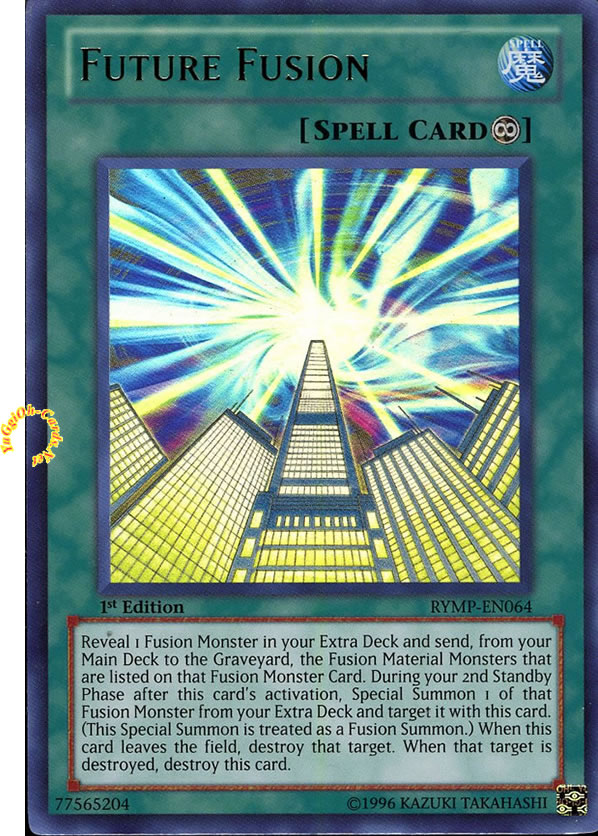 FUTURE FUSION
SPELL
魔
[SPELL CARD♾]
YuGgiOh-Cards.Net
1st Edition
RYMP-EN064
Reveal 1 Fusion Monster in your Extra Deck and send, from your
Main Deck to the Graveyard, the Fusion Material Monsters that
are listed on that Fusion Monster Card. During your 2nd Standby
Phase after this card's activation, Special Summon 1 of that
Fusion Monster from your Extra Deck and target it with this card.
(This Special Summon is treated as a Fusion Summon.) When this
card leaves the field, destroy that target. When that target is
destroyed, destroy this card.
77565204
©1996 KAZUKI TAKAHASHI